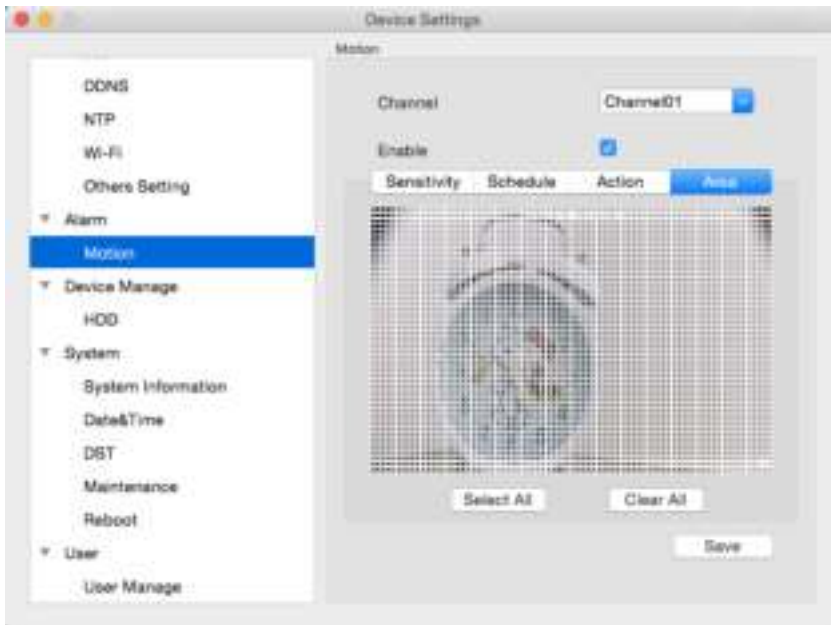 Device Settings
DDNS
NTP
Wi-Fi
Others Setting
Alarm
Motion
Device Manage
HDD
System
System Information
Date&Time
DST
Maintenance
Reboot
User
User Manage
Motion
Channel
Channel01
Enable
Sensitivity
Schedule
Action
Area
Select All
Clear All
Save